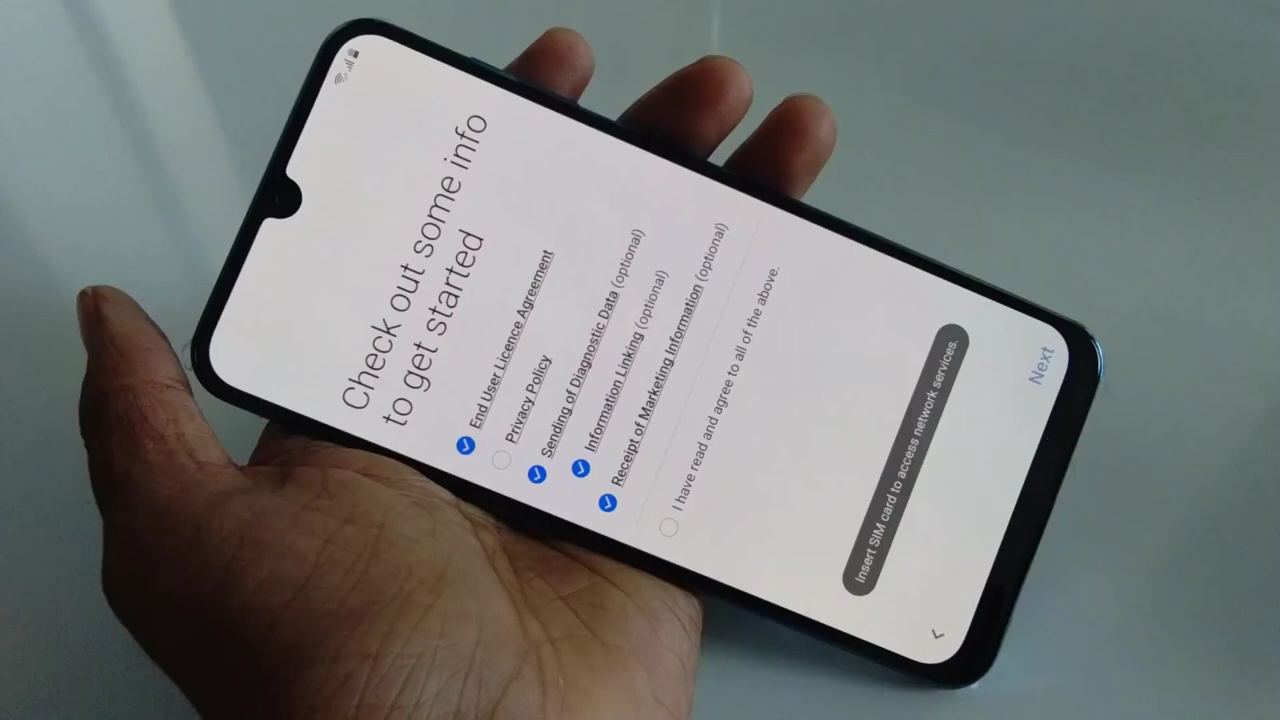 Check out some info
to get started
End User Licence Agreement
Privacy Policy
Sending of Diagnostic Data (optional)
Information Linking (optional)
Receipt of Marketing Information (optional)
I have read and agree to all of the above.
Insert SIM card to access network services.
Next